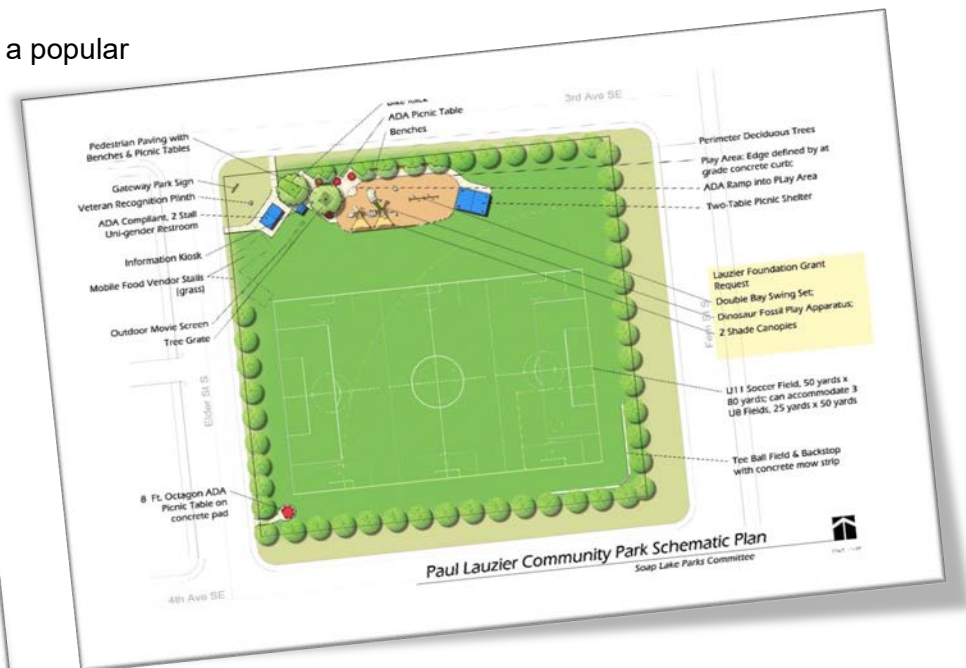 a popular
3rd Ave SE
ADA Picnic Table
Benches
Pedestrian Paving with
Benches & Picnic Tables
Gateway Park Sign
Veteran Recognition Plinth
ADA Compliant, 2 Stall
Uni-gender Restroom
Information Kiosk
Mobile Food Vendor Stalls
(grass)
Outdoor Movie Screen
Tree Grate
Elder St S
8 Ft. Octagon ADA
Picnic Table on
concrete pad
4th Ave SE
Perimeter Deciduous Trees
Play Area; Edge defined by at
grade concrete curb;
ADA Ramp into PLay Area
Two-Table Picnic Shelter
Lauzier Foundation Grant
Request
Double Bay Swing Set;
Dinosaur Fossil Play Apparatus;
2 Shade Canopies
Fern St S
U11 Soccer Field, 50 yards x
80 yards; can accommodate 3
U8 Fields, 25 yards x 50 yards
Tee Ball Field & Backstop
with concrete mow strip
Paul Lauzier Community Park Schematic Plan
Soap Lake Parks Committee